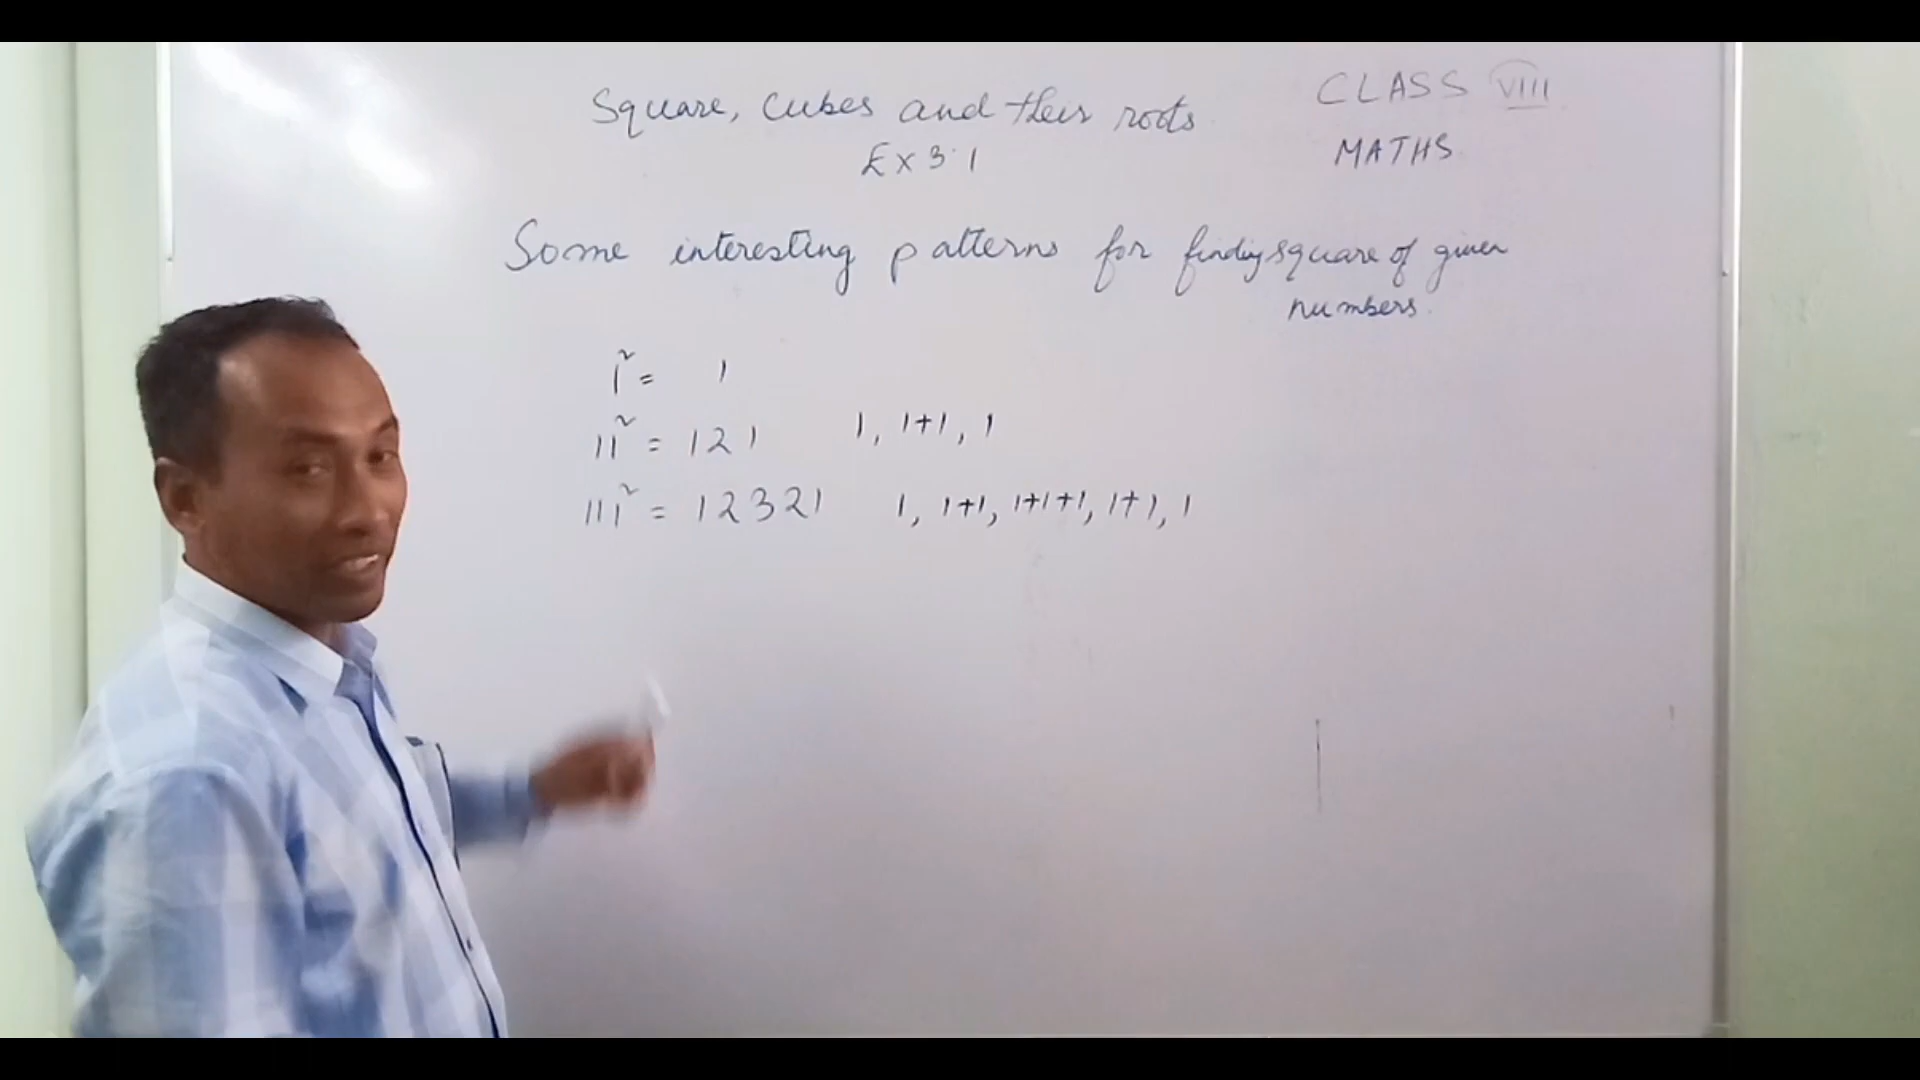 Square, cubes and their roots
CLASS VIII
Ex 3.1
MATHS
Some interesting patterns for finding square of given
numbers.
1² = 1
11² = 121 1, 1+1, 1
111² = 12321 1, 1+1, 1+1+1, 1+1, 1